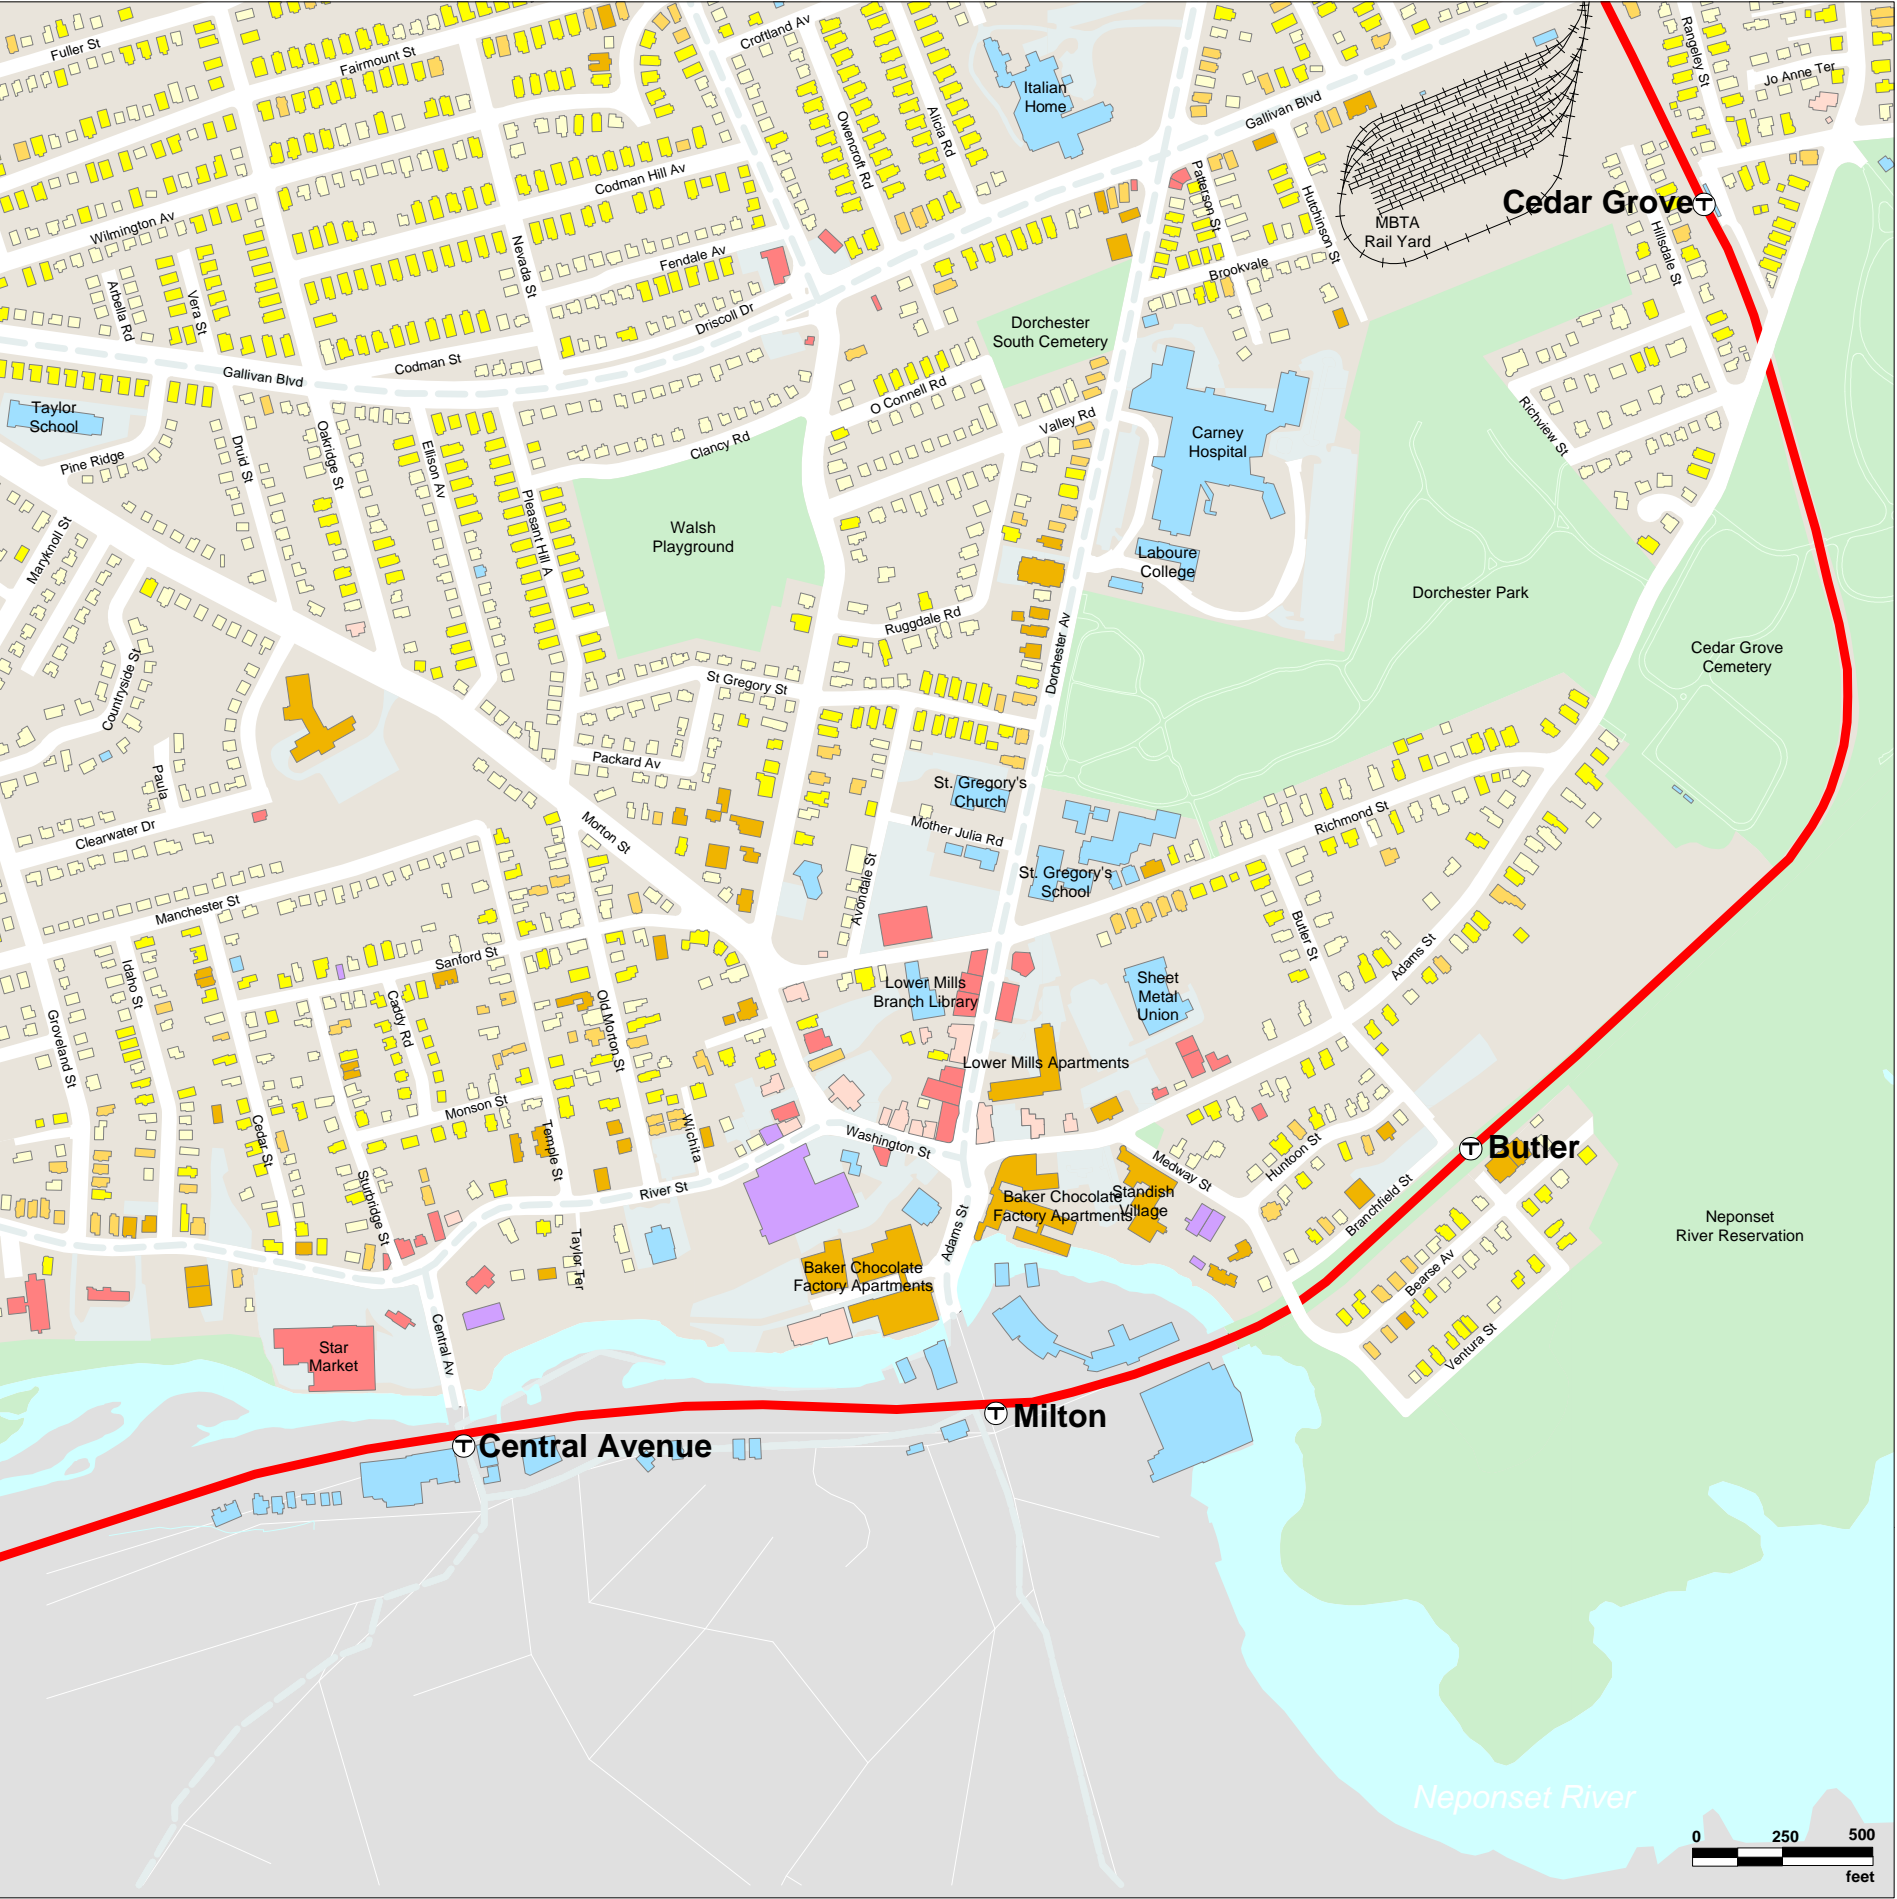 Fuller St
Fairmount St
Croftland Av
Rangeley St
Jo Anne Ter
Italian
Home
Gallivan Blvd
Owencroft Rd
Alicia Rd
Codman Hill Av
Wilmington Av
Patterson St
Hutchinson St
Cedar Grove
MBTA
Rail Yard
Hillsdale St
Nevada St
Fendale Av
Brookvale
Arbella Rd
Vera St
Driscoll Dr
Dorchester
South Cemetery
Codman St
Gallivan Blvd
O Connell Rd
Taylor
School
Valley Rd
Richview St
Druid St
Oakridge St
Ellison Av
Clancy Rd
Carney
Hospital
Pine Ridge
Pleasant Hill A
Walsh
Playground
Maryknoll St
Laboure
College
Dorchester Park
Ruggdale Rd
Dorchester Av
Cedar Grove
Cemetery
Countryside St
St Gregory St
Packard Av
Paula
St. Gregory's
Church
Clearwater Dr
Morton St
Mother Julia Rd
Richmond St
Avondale St
St. Gregory's
School
Manchester St
Butler St
Adams St
Sanford St
Idaho St
Lower Mills
Branch Library
Sheet
Metal
Union
Groveland St
Caddy Rd
Old Morton St
Lower Mills Apartments
Monson St
Cedar St
Temple St
Wichita
Washington St
Medway St
Huntoon St
Butler
Sturbridge St
River St
Baker Chocolate
Factory Apartments
Standish
Village
Branchfield St
Neponset
River Reservation
Taylor Ter
Adams St
Baker Chocolate
Factory Apartments
Bearse Av
Central Av
Star
Market
Ventura St
T Milton
T Central Avenue
Neponset River
0 250 500
feet